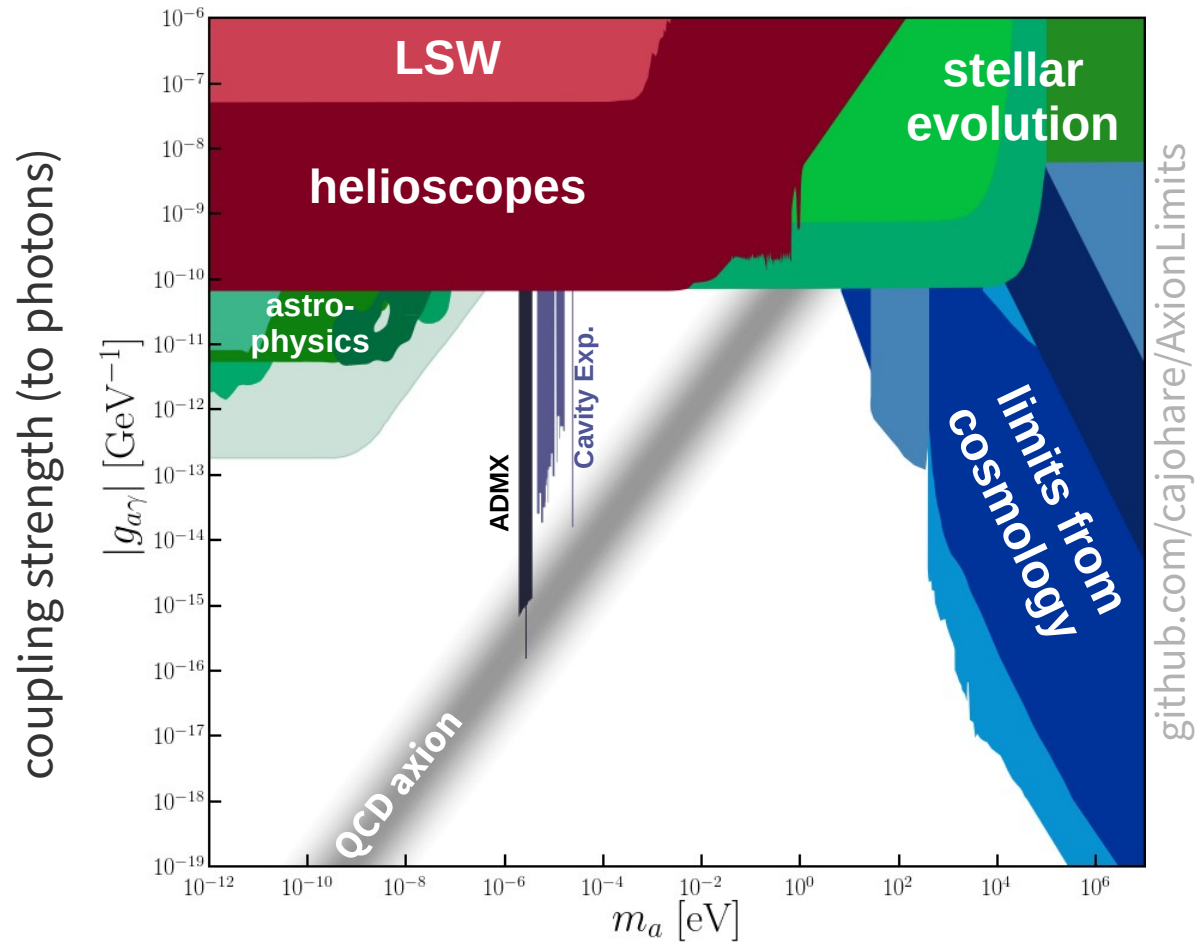 coupling strength (to photons)
|g_{aγ}| [GeV^{−1}]
10^{−6}
10^{−7}
10^{−8}
10^{−9}
10^{−10}
10^{−11}
10^{−12}
10^{−13}
10^{−14}
10^{−15}
10^{−16}
10^{−17}
10^{−18}
10^{−19}
LSW
helioscopes
stellar
evolution
astro-
physics
ADMX
Cavity Exp.
QCD axion
limits from
cosmology
10^{−12}
10^{−10}
10^{−8}
10^{−6}
10^{−4}
10^{−2}
10^{0}
10^{2}
10^{4}
10^{6}
m_a [eV]
github.com/cajohare/AxionLimits